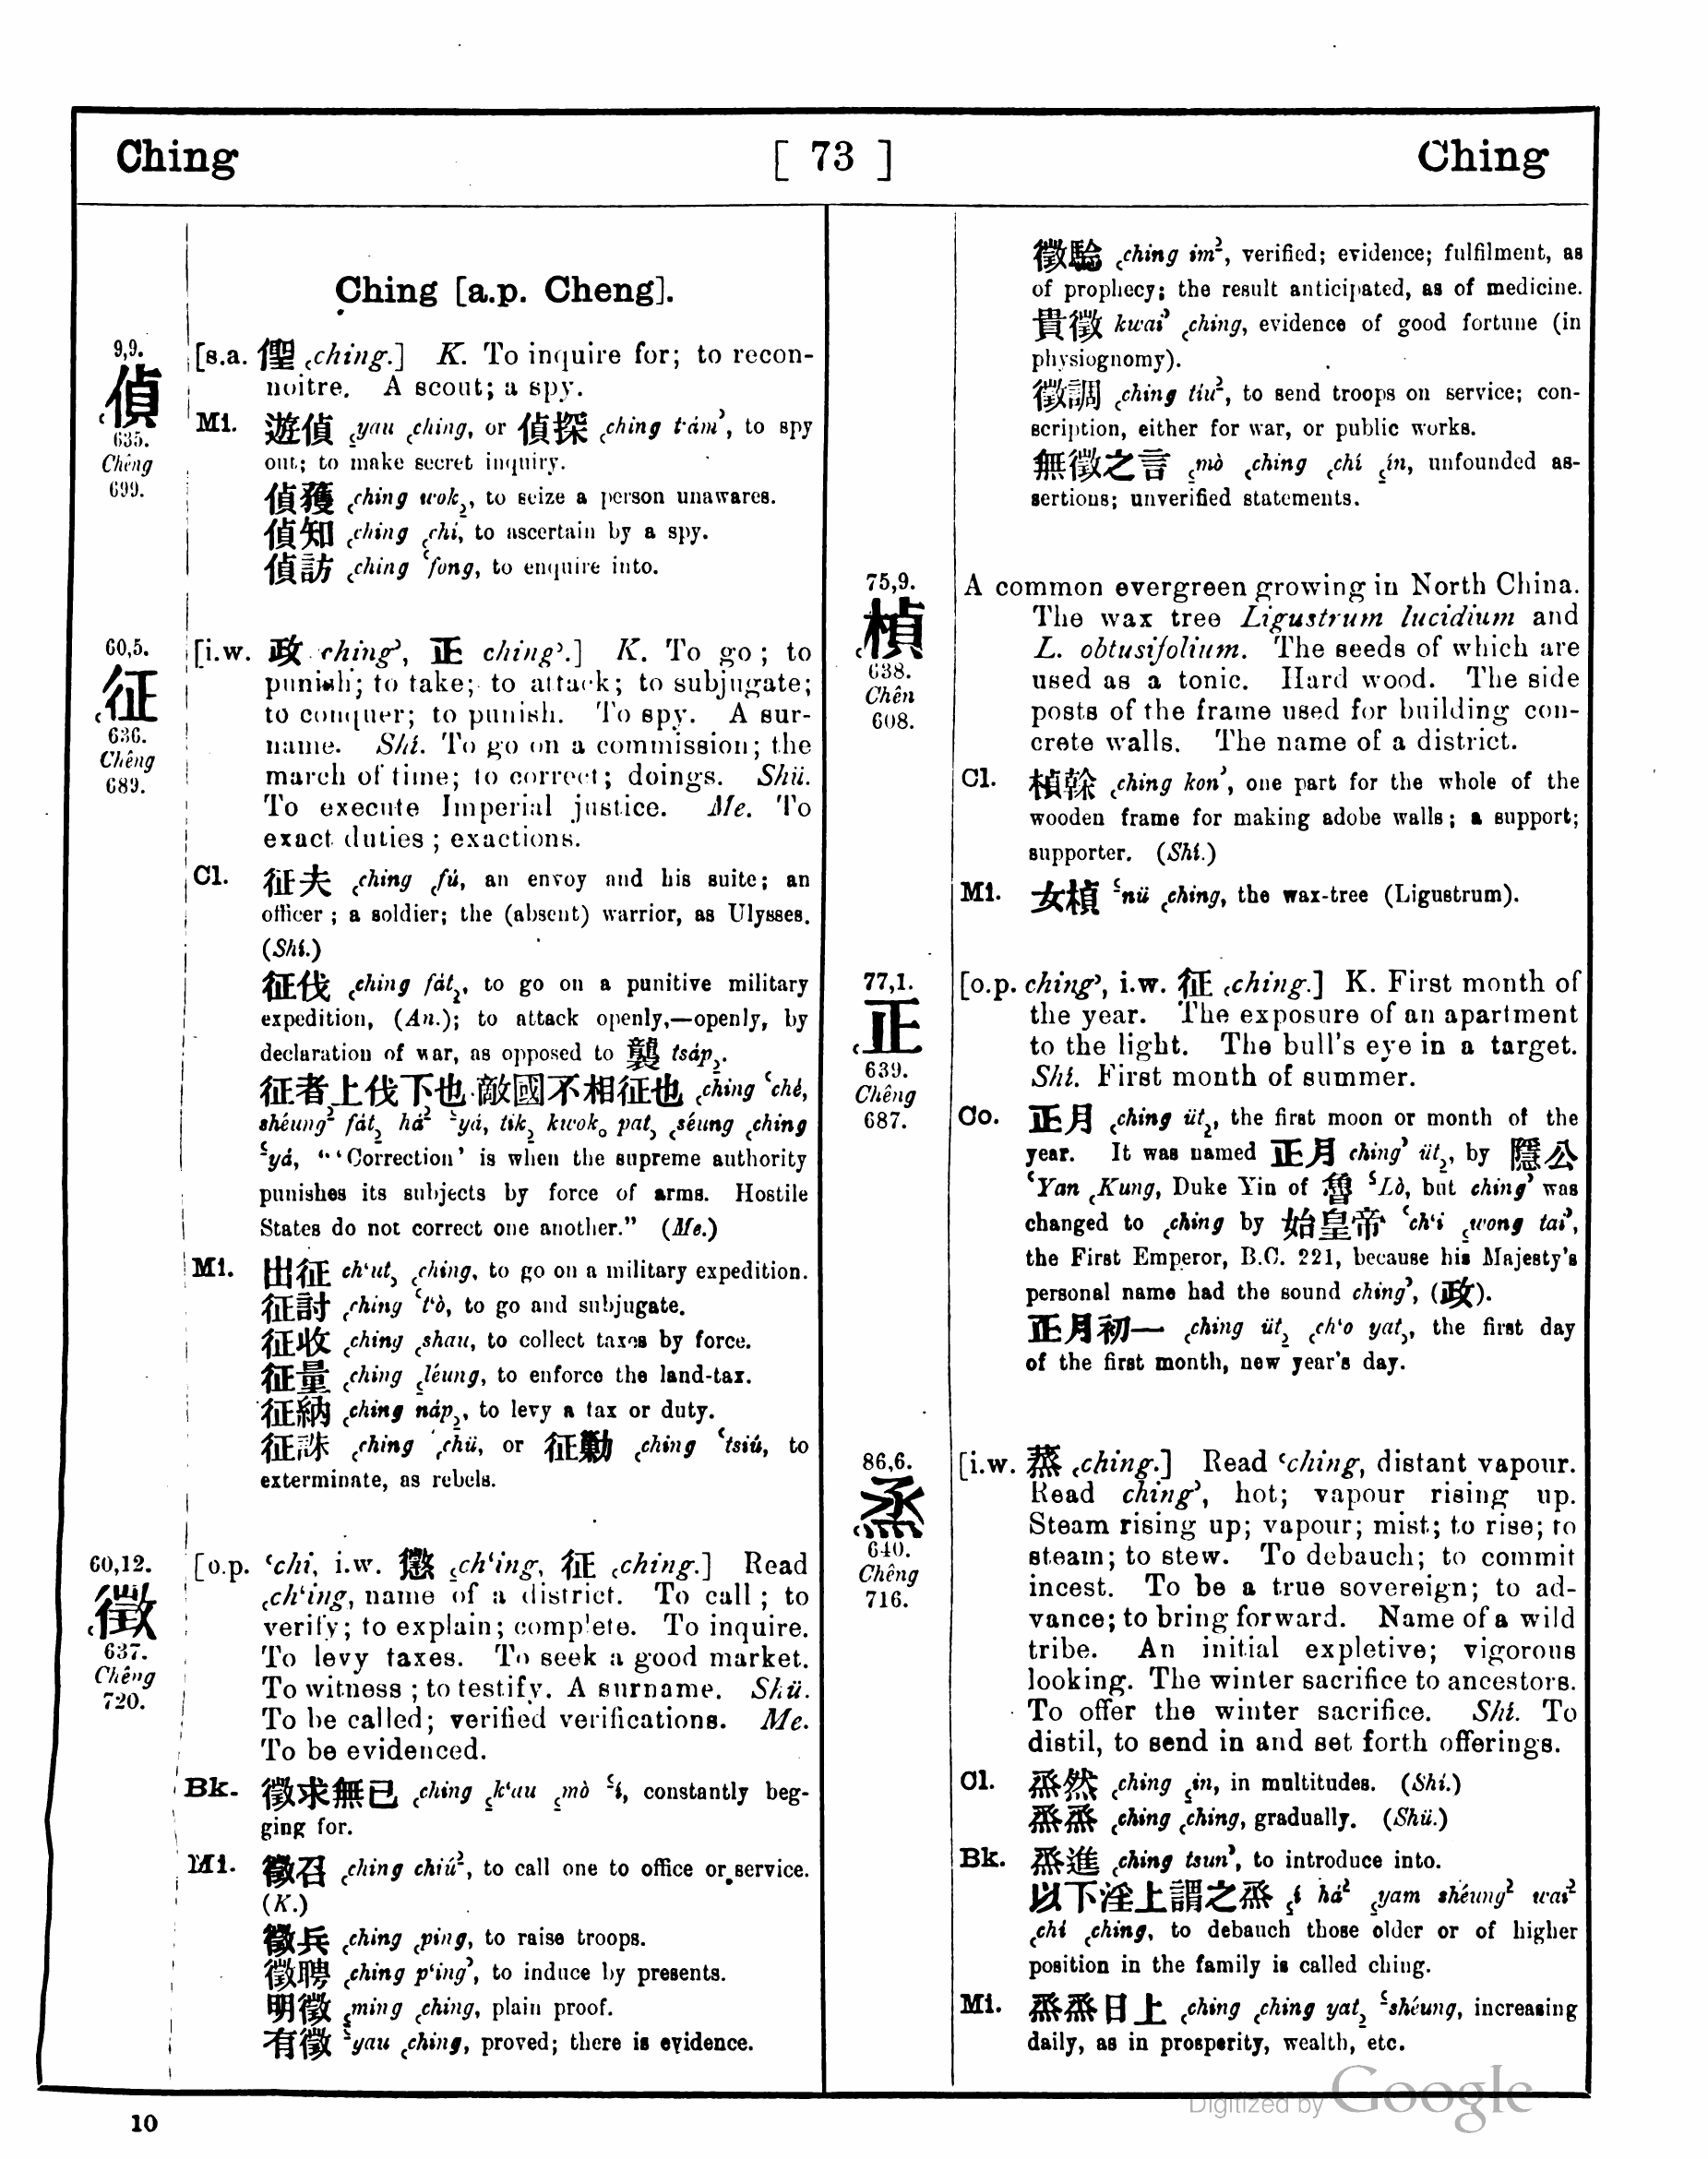 Ching [ 73 ] Ching
Ching [a.p. Cheng].
9,9.
偵
635.
Chêng
699.
[s.a. 𠌥 ˛ching.] K. To inquire for; to recon-
noitre. A scout; a spy.
Mi. 遊偵 ˛yau ˛ching, or 偵探 ˛ching t‘ám’, to spy
out; to make secret inquiry.
偵獲 ˛ching wok˛, to seize a person unawares.
偵知 ˛ching ˛chí, to ascertain by a spy.
偵訪 ˛ching ‘fong, to enquire into.
60,5.
征
636.
Chêng
689.
[i.w. 政 ching’, 正 ching’.] K. To go; to
punish; to take; to attack; to subjugate;
to conquer; to punish. To spy. A sur-
name. Shí. To go on a commission; the
march of time; to correct; doings. Shü.
To execute Imperial justice. Me. To
exact duties; exactions.
Cl. 征夫 ˛ching ˛fú, an envoy and his suite; an
officer; a soldier; the (absent) warrior, as Ulysses.
(Shí.)
征伐 ˛ching fát˛, to go on a punitive military
expedition, (An.); to attack openly,—openly, by
declaration of war, as opposed to 襲 tsáp˛.
征者上伐下也·敵國不相征也 ˛ching ‘ché,
shéung² fát˛ há² ‘yá, tik˛ kwok˳ pat˛ ˛séung ˛ching
‘yá, “‘Correction’ is when the supreme authority
punishes its subjects by force of arms. Hostile
States do not correct one another.” (Me.)
Mi. 出征 ch‘ut˛ ˛ching, to go on a military expedition.
征討 ˛ching ‘t‘ò, to go and subjugate.
征收 ˛ching ˛shau, to collect taxes by force.
征量 ˛ching ˛léung, to enforce the land-tax.
征納 ˛ching náp˛, to levy a tax or duty.
征誅 ˛ching ˛chü, or 征勦 ˛ching ‘tsiú, to
exterminate, as rebels.
60,12.
徵
637.
Chêng
720.
[o.p. ‘chi, i.w. 懲 ˛ch‘ing, 征 ˛ching.] Read
˛ch‘ing, name of a district. To call; to
verify; to explain; complete. To inquire.
To levy taxes. To seek a good market.
To witness; to testify. A surname. Shü.
To be called; verified verifications. Me.
To be evidenced.
Bk. 徵求無已 ˛ching ˛k‘au ˛mò ‘í, constantly beg-
ging for.
Mi. 徵召 ˛ching chiú², to call one to office or service.
(K.)
徵兵 ˛ching ˛ping, to raise troops.
徵聘 ˛ching p‘ing’, to induce by presents.
明徵 ˛ming ˛ching, plain proof.
有徵 ‘yau ˛ching, proved; there is evidence.
徵驗 ˛ching im², verified; evidence; fulfilment, as
of prophecy; the result anticipated, as of medicine.
貴徵 kwai’ ˛ching, evidence of good fortune (in
physiognomy).
徵調 ˛ching tiu², to send troops on service; con-
scription, either for war, or public works.
無徵之言 ˛mò ˛ching ˛chí ˛ín, unfounded as-
sertions; unverified statements.
75,9.
楨
638.
Chên
608.
A common evergreen growing in North China.
The wax tree Ligustrum lucidium and
L. obtusifolium. The seeds of which are
used as a tonic. Hard wood. The side
posts of the frame used for building con-
crete walls. The name of a district.
Cl. 楨榦 ˛ching kon’, one part for the whole of the
wooden frame for making adobe walls; a support;
supporter. (Shí.)
Mi. 女楨 ‘nü ˛ching, the wax-tree (Ligustrum).
77,1.
正
639.
Chêng
687.
[o.p. ching’, i.w. 征 ˛ching.] K. First month of
the year. The exposure of an apartment
to the light. The bull's eye in a target.
Shí. First month of summer.
Co. 正月 ˛ching üt˛, the first moon or month of the
year. It was named 正月 ching’ üt˛, by 隱公
‘Yan ˛Kung, Duke Yin of 魯 ‘Lò, but ching’ was
changed to ˛ching by 始皇帝 ‘ch‘i ˛wong tai’,
the First Emperor, B.C. 221, because his Majesty's
personal name had the sound ching’, (政).
正月初一 ˛ching üt˛ ˛ch‘o yat˛, the first day
of the first month, new year's day.
86,6.
烝
640.
Chêng
716.
[i.w. 蒸 ˛ching.] Read ‘ching, distant vapour.
Read ching’, hot; vapour rising up.
Steam rising up; vapour; mist; to rise; to
steam; to stew. To debauch; to commit
incest. To be a true sovereign; to ad-
vance; to bring forward. Name of a wild
tribe. An initial expletive; vigorous
looking. The winter sacrifice to ancestors.
To offer the winter sacrifice. Shí. To
distil, to send in and set forth offerings.
Cl. 烝然 ˛ching ˛in, in multitudes. (Shí.)
烝烝 ˛ching ˛ching, gradually. (Shü.)
Bk. 烝進 ˛ching tsun’, to introduce into.
以下淫上謂之烝 ˛í há² ˛yam shéung² wai²
˛chí ˛ching, to debauch those older or of higher
position in the family is called ching.
Mi. 烝烝日上 ˛ching ˛ching yat˛ ‘shéung, increasing
daily, as in prosperity, wealth, etc.
10
Digitized by Google